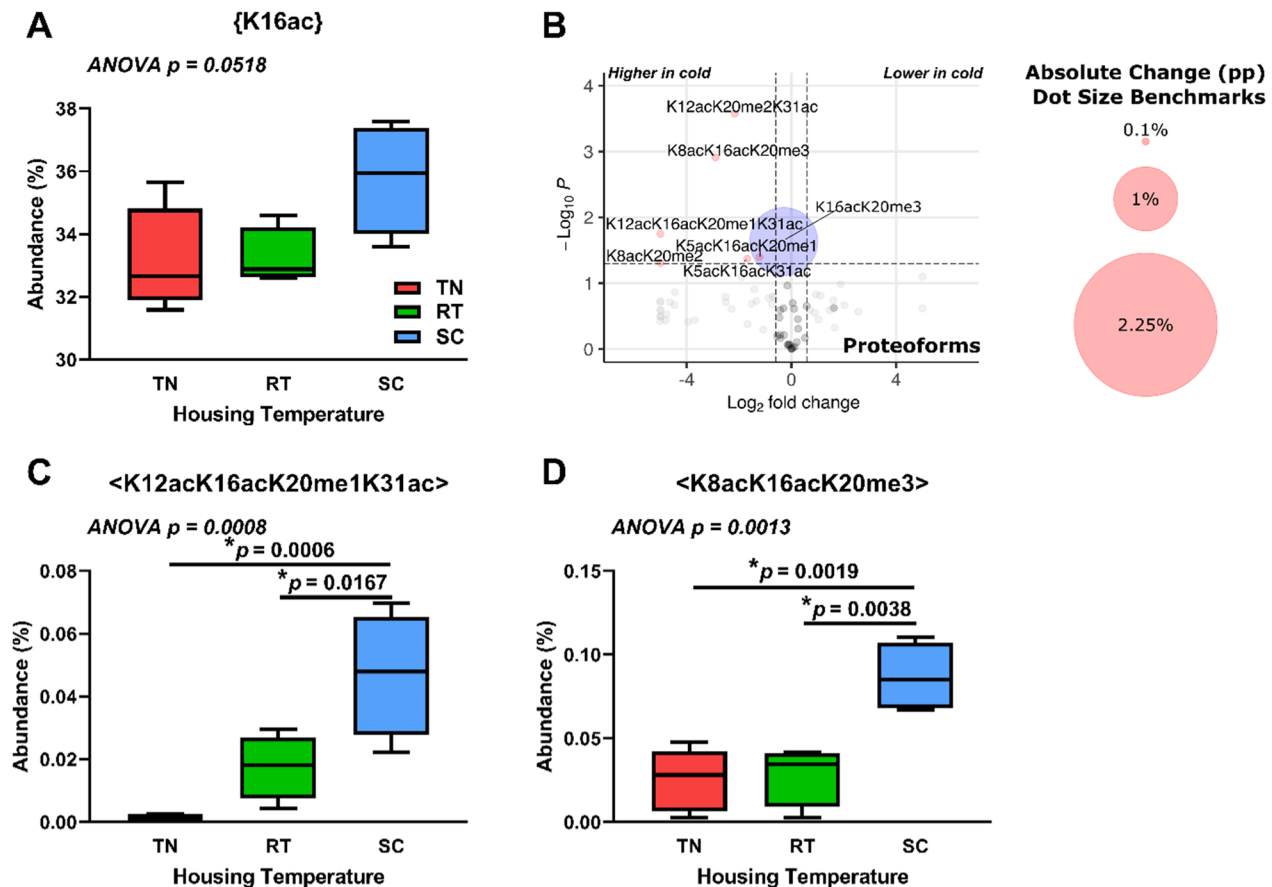 A
{K16ac}
ANOVA p = 0.0518
Abundance (%)
38
36
34
32
30
TN
RT
SC
TN
RT
SC
Housing Temperature
B
Higher in cold
Lower in cold
K12acK20me2K31ac
K8acK16acK20me3
K16acK20me3
K12acK16acK20me1K31ac
K5acK16acK20me1
K8acK20me2
K5acK16acK31ac
Proteoforms
−Log10 P
4
3
2
1
0
-4
0
4
Log2 fold change
Absolute Change (pp)
Dot Size Benchmarks
0.1%
1%
2.25%
C
<K12acK16acK20me1K31ac>
ANOVA p = 0.0008
*p = 0.0006
*p = 0.0167
Abundance (%)
0.08
0.06
0.04
0.02
0.00
TN
RT
SC
Housing Temperature
D
<K8acK16acK20me3>
ANOVA p = 0.0013
*p = 0.0019
*p = 0.0038
Abundance (%)
0.15
0.10
0.05
0.00
TN
RT
SC
Housing Temperature